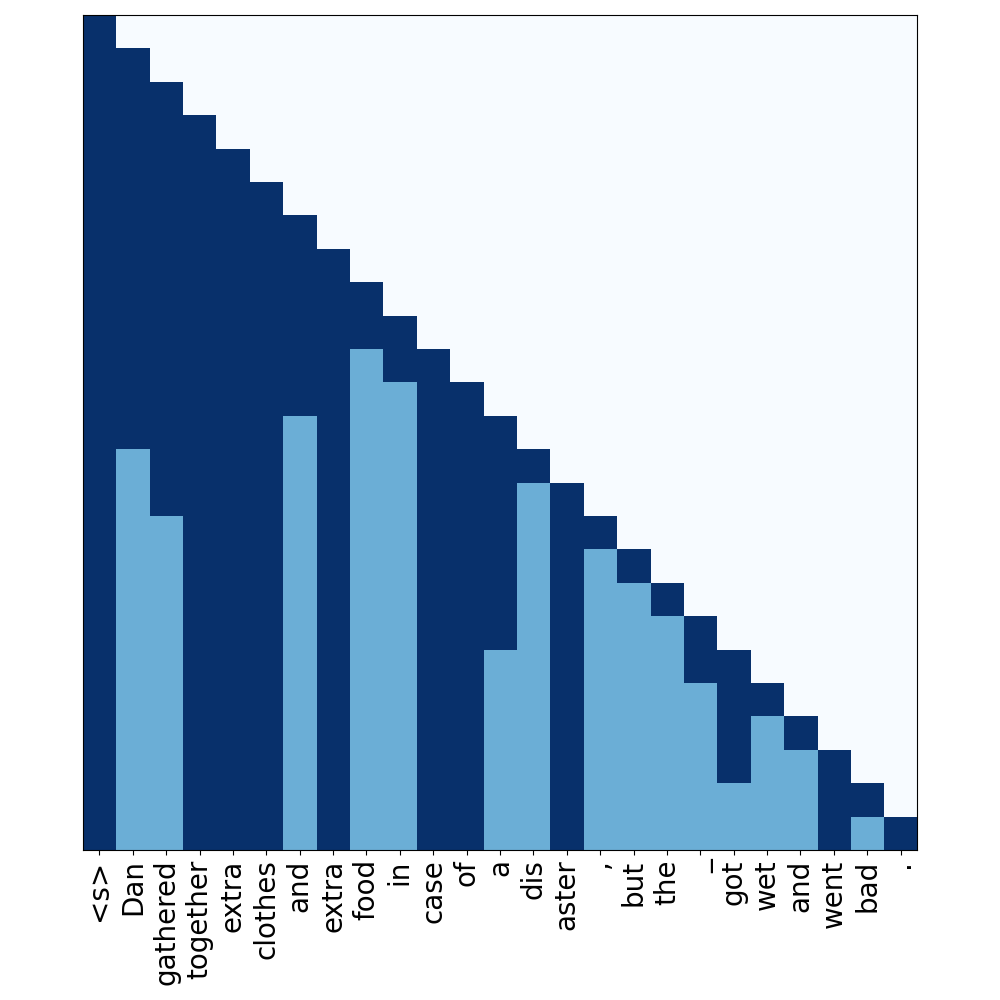 <s>
Dan
gathered
together
extra
clothes
and
extra
food
in
case
of
a
dis
aster
,
but
the
_
got
wet
and
went
bad
.